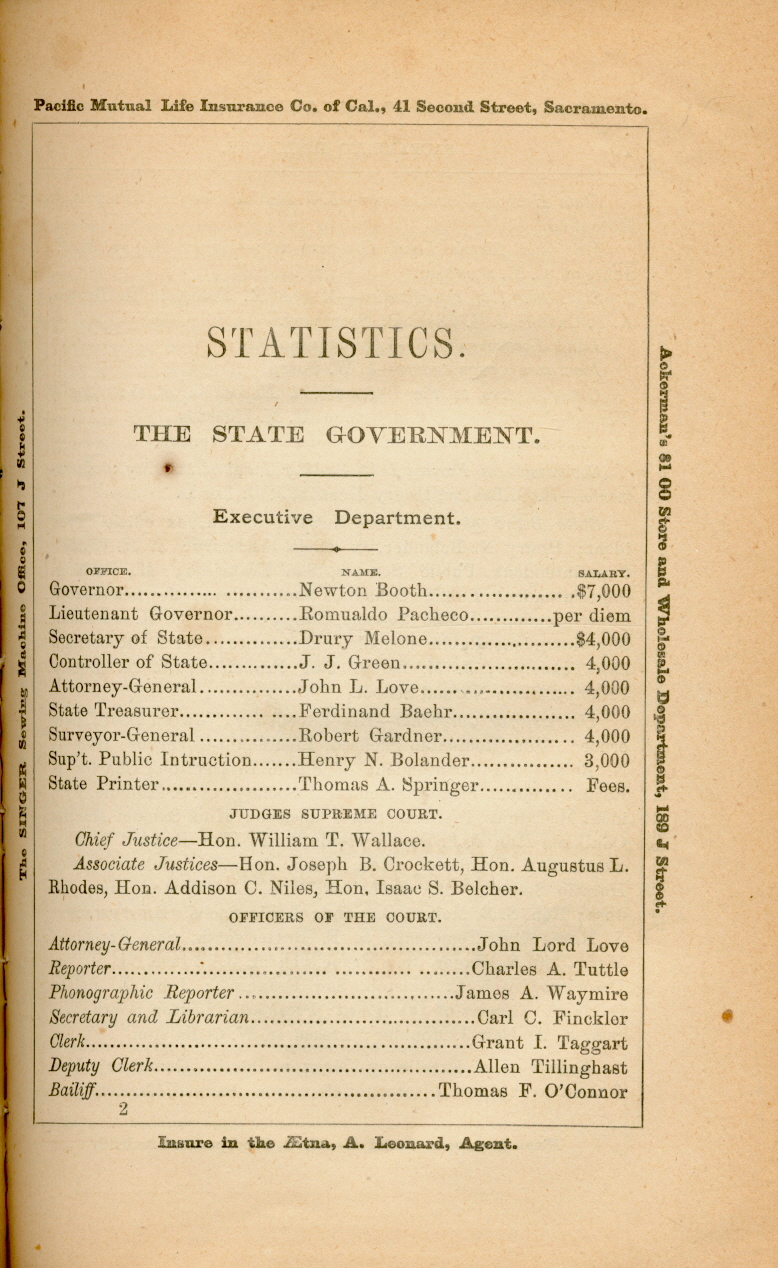 Pacific Mutual Life Insurance Co. of Cal., 41 Second Street, Sacramento.
STATISTICS.
THE STATE GOVERNMENT.
Executive Department.
OFFICE. NAME. SALARY.
Governor...........................Newton Booth.....................$7,000
Lieutenant Governor..........Romualdo Pacheco.............per diem
Secretary of State..............Drury Melone........................$4,000
Controller of State..............J. J. Green............................ 4,000
Attorney-General...............John L. Love......................... 4,000
State Treasurer............. ....Ferdinand Baehr................... 4,000
Surveyor-General...............Robert Gardner..................... 4,000
Sup't. Public Intruction.......Henry N. Bolander................ 3,000
State Printer......................Thomas A. Springer.............. Fees.
JUDGES SUPREME COURT.
Chief Justice—Hon. William T. Wallace.
Associate Justices—Hon. Joseph B. Crockett, Hon. Augustus L.
Rhodes, Hon. Addison C. Niles, Hon. Isaac S. Belcher.
OFFICERS OF THE COURT.
Attorney-General................................................John Lord Love
Reporter..........................................................Charles A. Tuttle
Phonographic Reporter...................................James A. Waymire
Secretary and Librarian.....................................Carl C. Finckler
Clerk................................................................Grant I. Taggart
Deputy Clerk.....................................................Allen Tillinghast
Bailiff....................................................Thomas F. O'Connor
2
Insure in the Ætna, A. Leonard, Agent.
The SINGER Sewing Machine Office, 107 J Street.
Ackerman's $1 00 Store and Wholesale Department, 189 J Street.